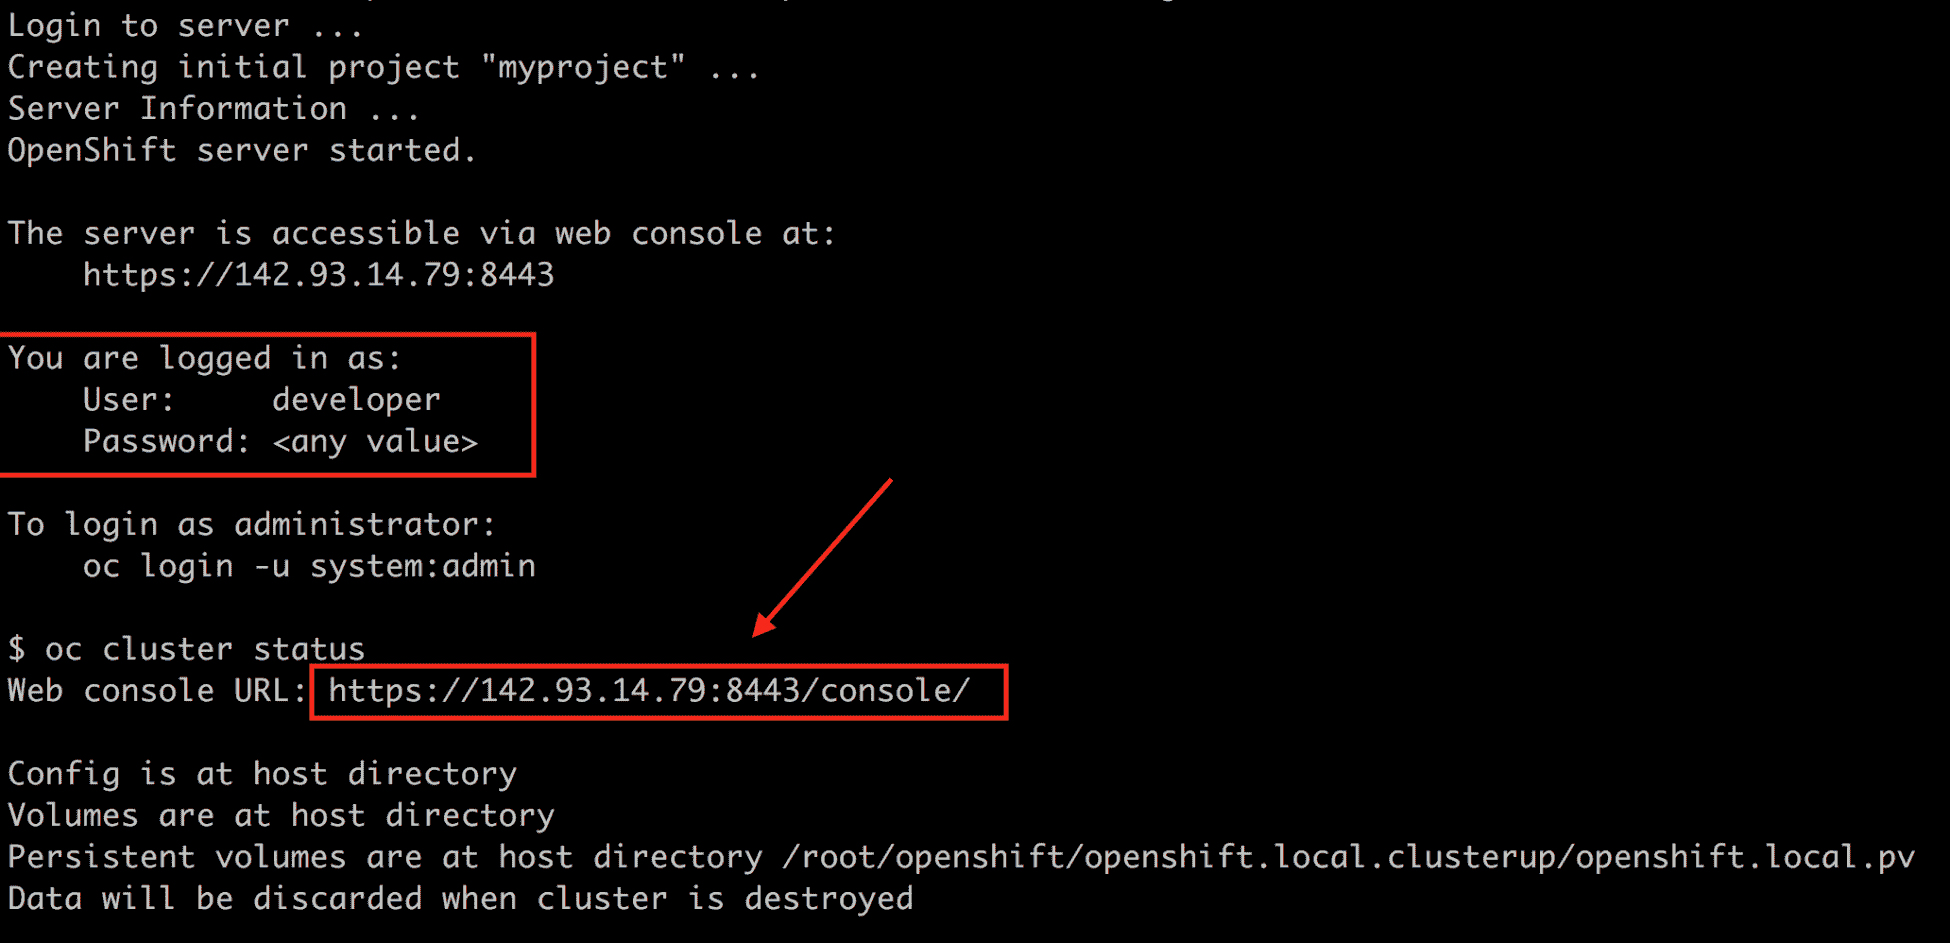 Login to server ...
Creating initial project "myproject" ...
Server Information ...
OpenShift server started.
The server is accessible via web console at:
https://142.93.14.79:8443
You are logged in as:
User:     developer
Password: <any value>
To login as administrator:
oc login -u system:admin
$ oc cluster status
Web console URL: https://142.93.14.79:8443/console/
Config is at host directory
Volumes are at host directory
Persistent volumes are at host directory /root/openshift/openshift.local.clusterup/openshift.local.pv
Data will be discarded when cluster is destroyed